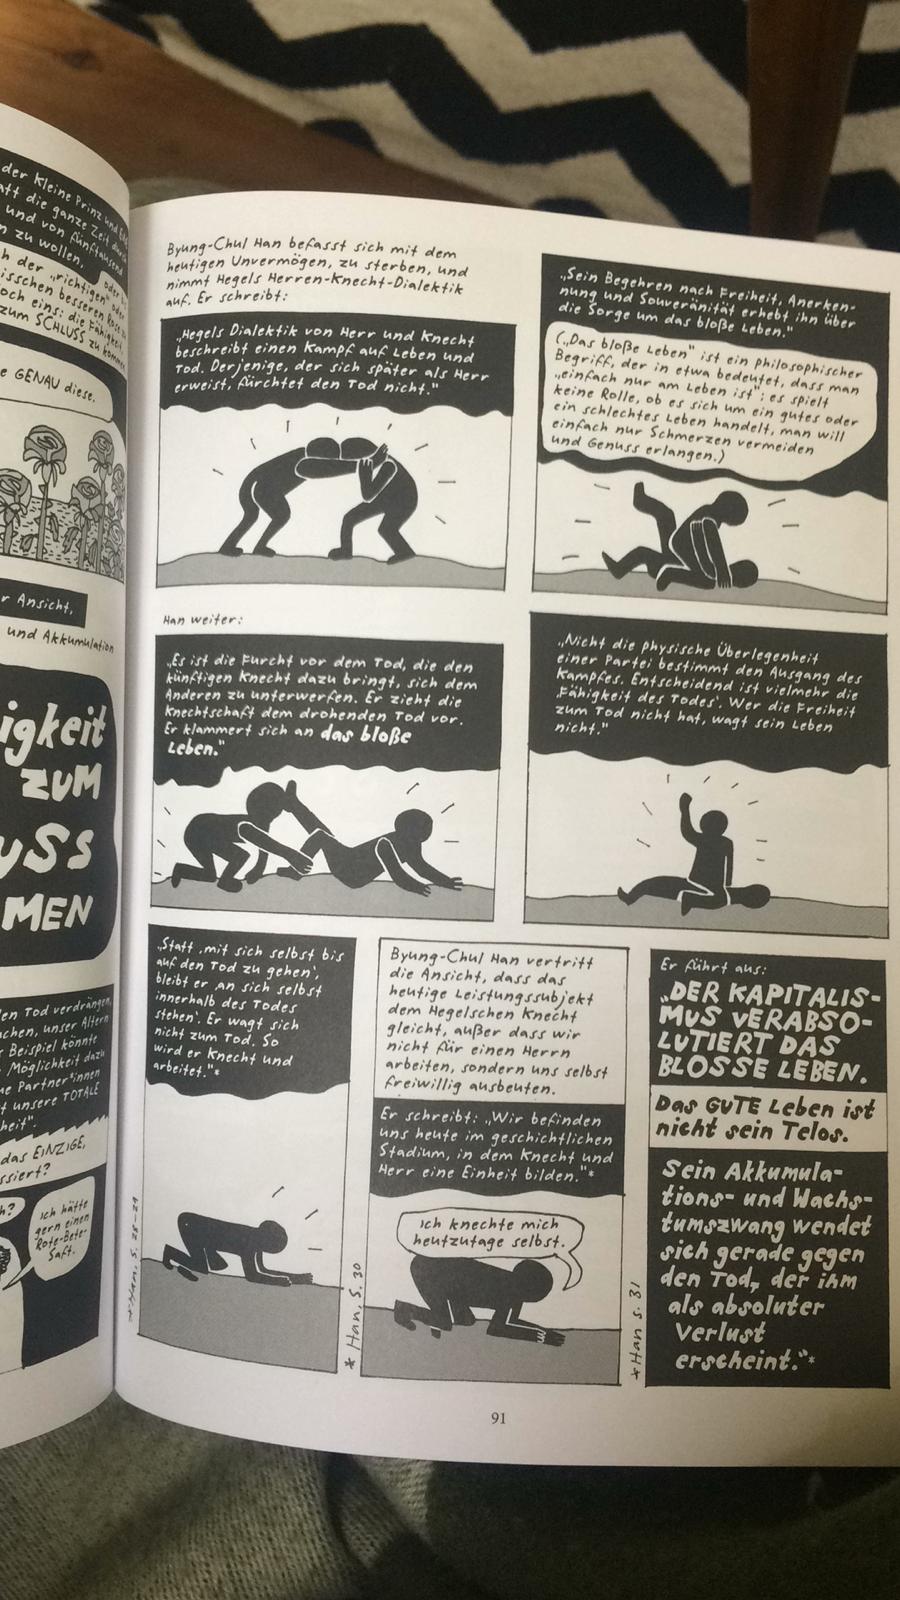 der kleine Prinz und
att die ganze Zeit
und von fünftausend
n zu wollen,
oder
h der „richtigen"
isschen besseren Rose
och eins: die Fähigkeit
zum SCHLUSS zu kommen
e GENAU diese.
r Ansicht,
und Akkumulation
igkeit
ZUM
uSS
MEN
en Tod verdrängen,
chen, unser Altern
Beispiel könnte
Möglichkeit dazu
e Partner*innen
t unsere TOTALE
heit".
das EINZIGE,
ssiert?
h?
Ich hätte
gern einen
Rote-Bete-
Saft.
Byung-Chul Han befasst sich mit dem
heutigen Unvermögen, zu sterben, und
nimmt Hegels Herren-Knecht-Dialektik
auf. Er schreibt:
„Hegels Dialektik von Herr und Knecht
beschreibt einen Kampf auf Leben und
Tod. Derjenige, der sich später als Herr
erweist, fürchtet den Tod nicht."
„Sein Begehren nach Freiheit, Anerken-
nung und Souveränität erhebt ihn über
die Sorge um das bloße Leben."
(„Das bloße Leben" ist ein philosophischer
Begriff, der in etwa bedeutet, dass man
„einfach nur am Leben ist": es spielt
keine Rolle, ob es sich um ein gutes oder
ein schlechtes Leben handelt, man will
einfach nur Schmerzen vermeiden
und Genuss erlangen.)
Han weiter:
„Es ist die Furcht vor dem Tod, die den
künftigen Knecht dazu bringt, sich dem
Anderen zu unterwerfen. Er zieht die
Knechtschaft dem drohenden Tod vor.
Er klammert sich an das bloße
Leben."
„Nicht die physische Überlegenheit
einer Partei bestimmt den Ausgang des
Kampfes. Entscheidend ist vielmehr die
‚Fähigkeit des Todes'. Wer die Freiheit
zum Tod nicht hat, wagt sein Leben
nicht."
„Statt ‚mit sich selbst bis
auf den Tod zu gehen',
bleibt er ‚an sich selbst
innerhalb des Todes
stehen'. Er wagt sich
nicht zum Tod. So
wird er Knecht und
arbeitet."*
*Han, S. 28-29
Byung-Chul Han vertritt
die Ansicht, dass das
heutige Leistungssubjekt
dem Hegelschen Knecht
gleicht, außer dass wir
nicht für einen Herrn
arbeiten, sondern uns selbst
freiwillig ausbeuten.
Er schreibt: „Wir befinden
uns heute im geschichtlichen
Stadium, in dem Knecht und
Herr eine Einheit bilden."*
Ich knechte mich
heutzutage selbst.
* Han, S. 30
Er führt aus:
„DER KAPITALIS-
MUS VERABSO-
LUTIERT DAS
BLOSSE LEBEN.
Das GUTE Leben ist
nicht sein Telos.
Sein Akkumula-
tions- und Wachs-
tumszwang wendet
sich gerade gegen
den Tod, der ihm
als absoluter
Verlust
erscheint."*
*Han S. 31
91